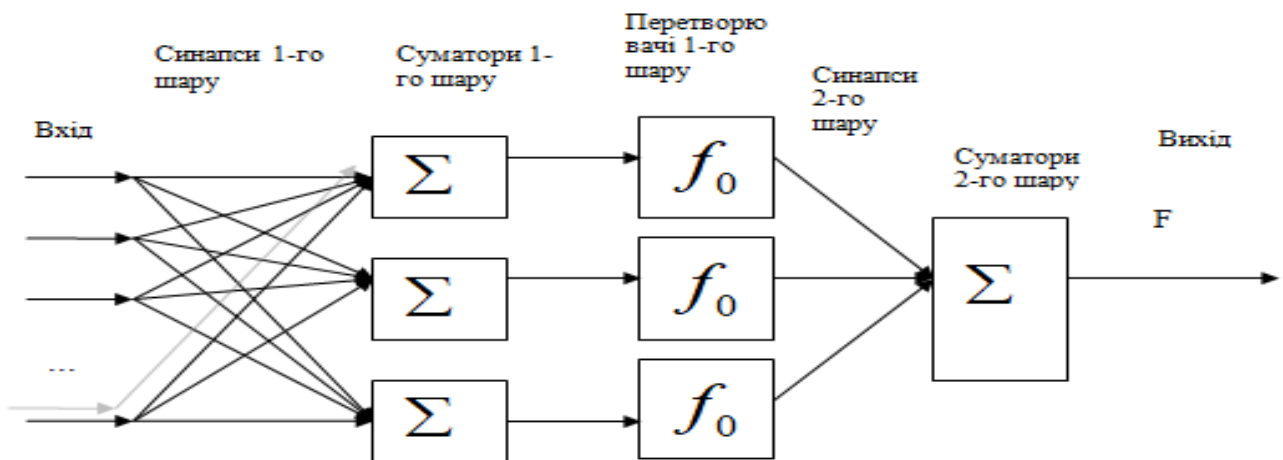 Синапси 1-го
шару
Суматори 1-
го шару
Перетворю
вачі 1-го
шару
Синапси
2-го
шару
Суматори
2-го шару
Вхід
Вихід
F
...
Σ
Σ
Σ
f₀
f₀
f₀
Σ